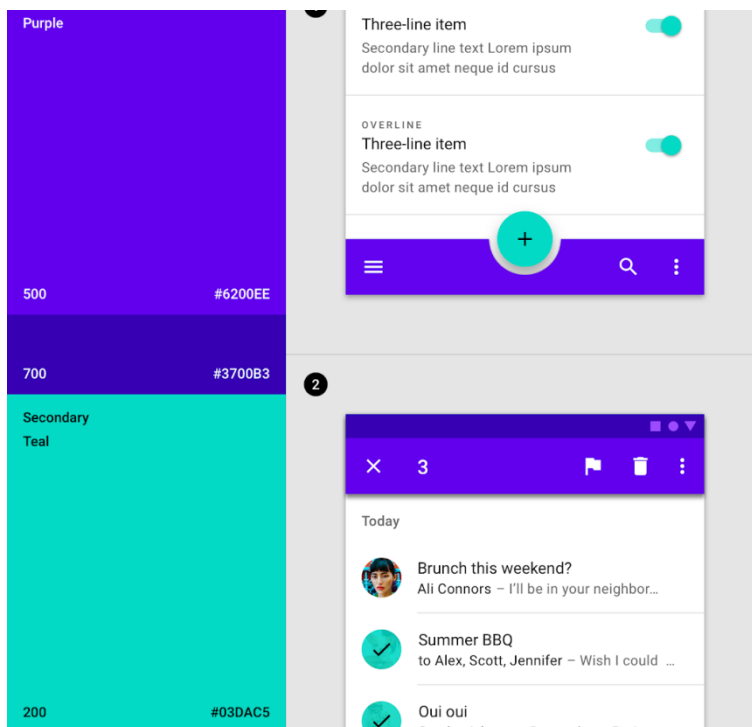 Purple
500 #6200EE
700 #3700B3
Secondary
Teal
200 #03DAC5
Three-line item
Secondary line text Lorem ipsum
dolor sit amet neque id cursus
OVERLINE
Three-line item
Secondary line text Lorem ipsum
dolor sit amet neque id cursus
2
3
Today
Brunch this weekend?
Ali Connors – I'll be in your neighbor...
Summer BBQ
to Alex, Scott, Jennifer – Wish I could ...
Oui oui